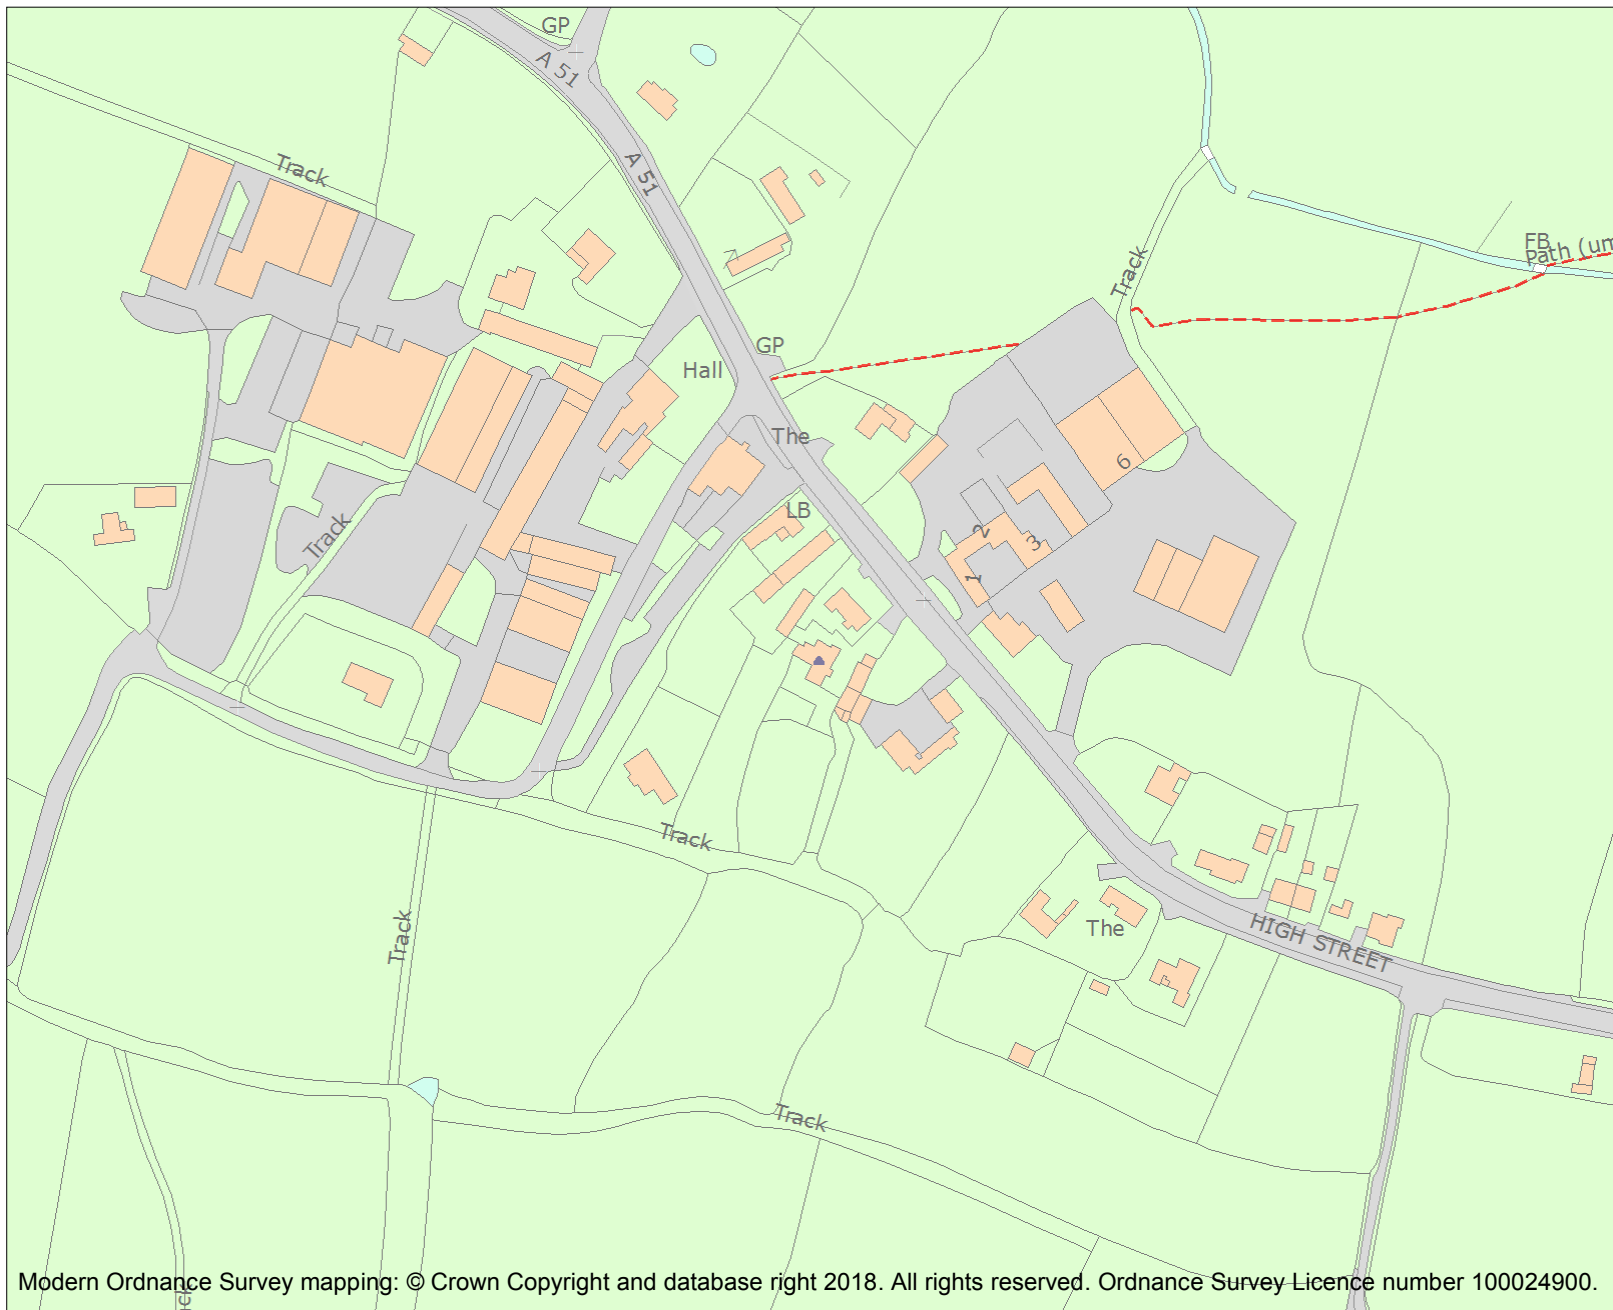 GP
A 51
A 51
Track
FB
Path (um
Track
GP
Hall
The
6
LB
2
3
1
Track
Track
The
HIGH STREET
Track
Track
Modern Ordnance Survey mapping: © Crown Copyright and database right 2018. All rights reserved. Ordnance Survey Licence number 100024900.